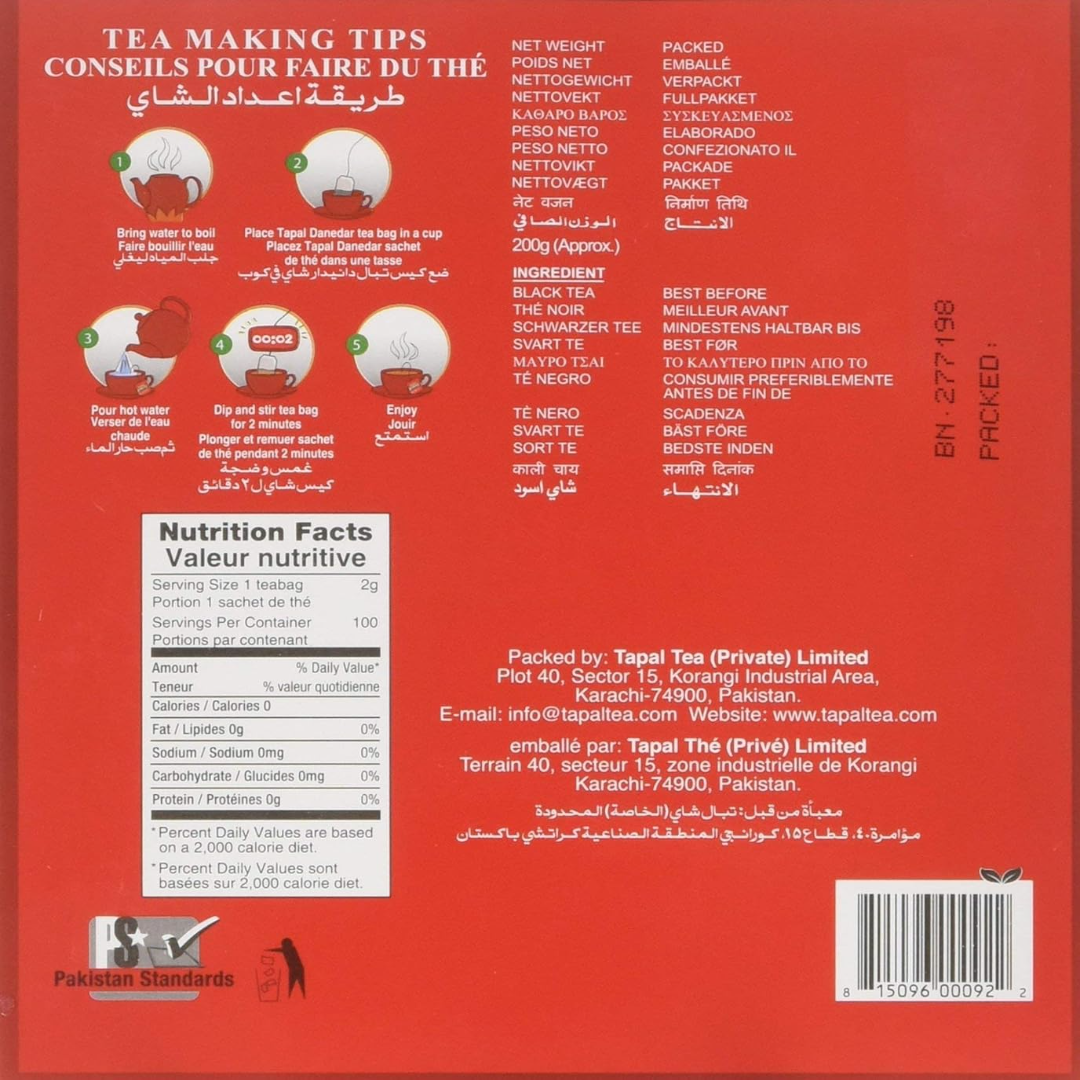 TEA MAKING TIPS
CONSEILS POUR FAIRE DU THÉ
طريقة اعداد الشاي
1
Bring water to boil
Faire bouillir l'eau
جلب المياه ليغلي
2
Place Tapal Danedar tea bag in a cup
Placez Tapal Danedar sachet
de thé dans une tasse
ضع كيس تبال دانيدار شاي في كوب
3
Pour hot water
Verser de l'eau
chaude
ثم صب حار الماء
4
00:02
Dip and stir tea bag
for 2 minutes
Plonger et remuer sachet
de thé pendant 2 minutes
غمس وضجة
كيس شاي ل ٢ دقائق
5
Enjoy
Jouir
استمتع
Nutrition Facts
Valeur nutritive
Serving Size 1 teabag 2g
Portion 1 sachet de thé
Servings Per Container 100
Portions par contenant
Amount % Daily Value*
Teneur % valeur quotidienne
Calories / Calories 0
Fat / Lipides 0g 0%
Sodium / Sodium 0mg 0%
Carbohydrate / Glucides 0mg 0%
Protein / Protéines 0g 0%
*Percent Daily Values are based
on a 2,000 calorie diet.
*Percent Daily Values sont
basées sur 2,000 calorie diet.
PS
Pakistan Standards
NET WEIGHT
POIDS NET
NETTOGEWICHT
NETTOVEKT
ΚΑΘΑΡΟ ΒΑΡΟΣ
PESO NETO
PESO NETTO
NETTOVIKT
NETTOVÆGT
नेट वजन
الوزن الصافي
200g (Approx.)
PACKED
EMBALLÉ
VERPACKT
FULLPAKKET
ΣΥΣΚΕΥΑΣΜΕΝΟΣ
ELABORADO
CONFEZIONATO IL
PACKADE
PAKKET
निर्माण तिथि
الانتاج
INGREDIENT
BLACK TEA
THÉ NOIR
SCHWARZER TEE
SVART TE
ΜΑΥΡΟ ΤΣΑΙ
TÉ NEGRO
TÈ NERO
SVART TE
SORT TE
काली चाय
شاي اسود
BEST BEFORE
MEILLEUR AVANT
MINDESTENS HALTBAR BIS
BEST FØR
ΤΟ ΚΑΛΥΤΕΡΟ ΠΡΙΝ ΑΠΟ ΤΟ
CONSUMIR PREFERIBLEMENTE
ANTES DE FIN DE
SCADENZA
BÄST FÖRE
BEDSTE INDEN
समाप्ति दिनांक
الانتهاء
BN · 277198
PACKED:
Packed by: Tapal Tea (Private) Limited
Plot 40, Sector 15, Korangi Industrial Area,
Karachi-74900, Pakistan.
E-mail: info@tapaltea.com Website: www.tapaltea.com
emballé par: Tapal Thé (Privé) Limited
Terrain 40, secteur 15, zone industrielle de Korangi
Karachi-74900, Pakistan.
معبأة من قبل: تبال شاي (الخاصة) المحدودة
مؤامرة ٤٠، قطاع ١٥، كورانجي المنطقة الصناعية كراتشي باكستان
8 15096 00092 2